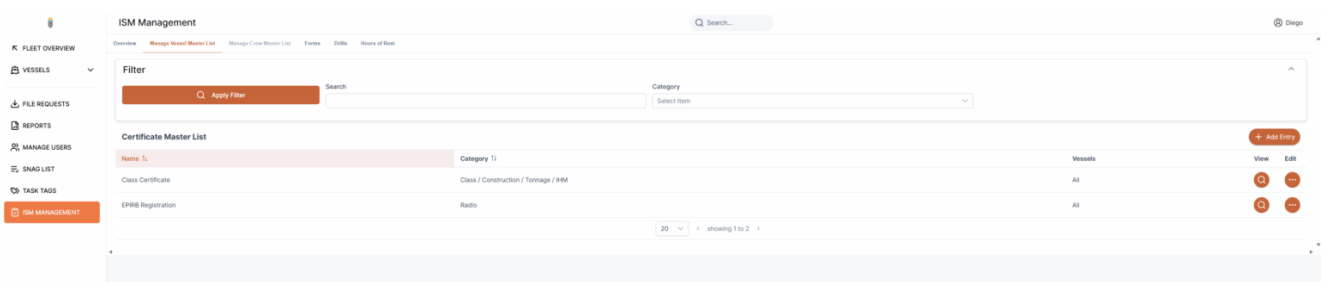 ISM Management
Search...
Diego
FLEET OVERVIEW
VESSELS
FILE REQUESTS
REPORTS
MANAGE USERS
SNAG LIST
TASK TAGS
ISM MANAGEMENT
Overview Manage Vessel Master List Manage Crew Master List Forms Drills Hours of Rest
Filter
Apply Filter
Search
Category
Select Item
Certificate Master List
+ Add Entry
Name Category Vessels View Edit
Class Certificate Class / Construction / Tonnage / IHM All
EPIRB Registration Radio All
20 showing 1 to 2